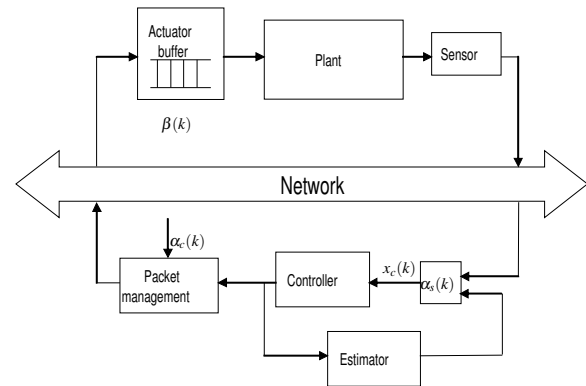 Actuator
buffer
Plant
Sensor
β(k)
Network
α_c(k)
x_c(k)
Packet
management
Controller
α_s(k)
Estimator